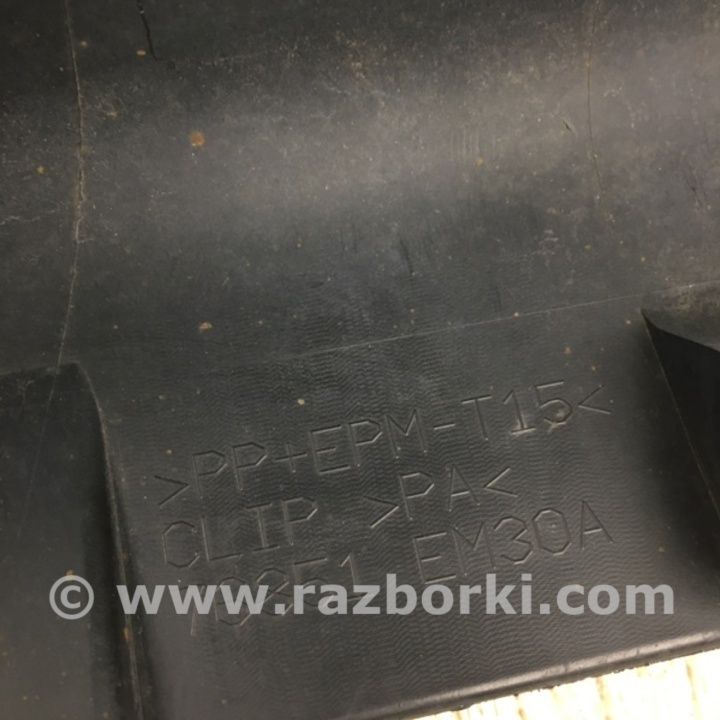 >PP+EPM-T15<
CLIP >PA<
EM30A
© www.razborki.com